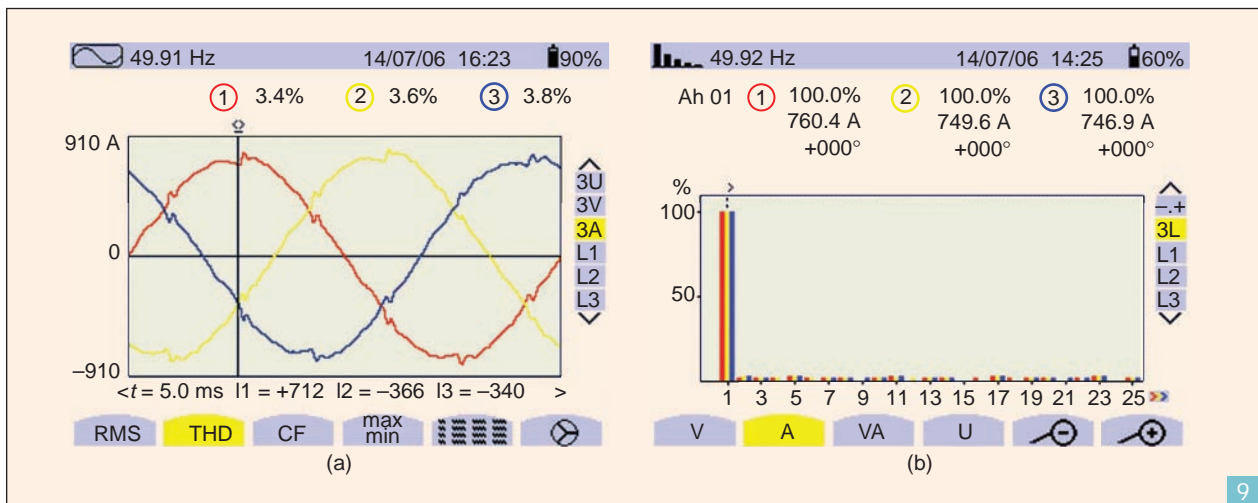 49.91 Hz 14/07/06 16:23 90%
1 3.4% 2 3.6% 3 3.8%
910 A
0
–910
3U
3V
3A
L1
L2
L3
<t = 5.0 ms I1 = +712 I2 = –366 I3 = –340 >
RMS THD CF max min
(a)
49.92 Hz 14/07/06 14:25 60%
Ah 01 1 100.0% 2 100.0% 3 100.0%
760.4 A 749.6 A 746.9 A
+000° +000° +000°
%
100
50
–.+
3L
L1
L2
L3
1 3 5 7 9 11 13 15 17 19 21 23 25
V A VA U
(b)
9